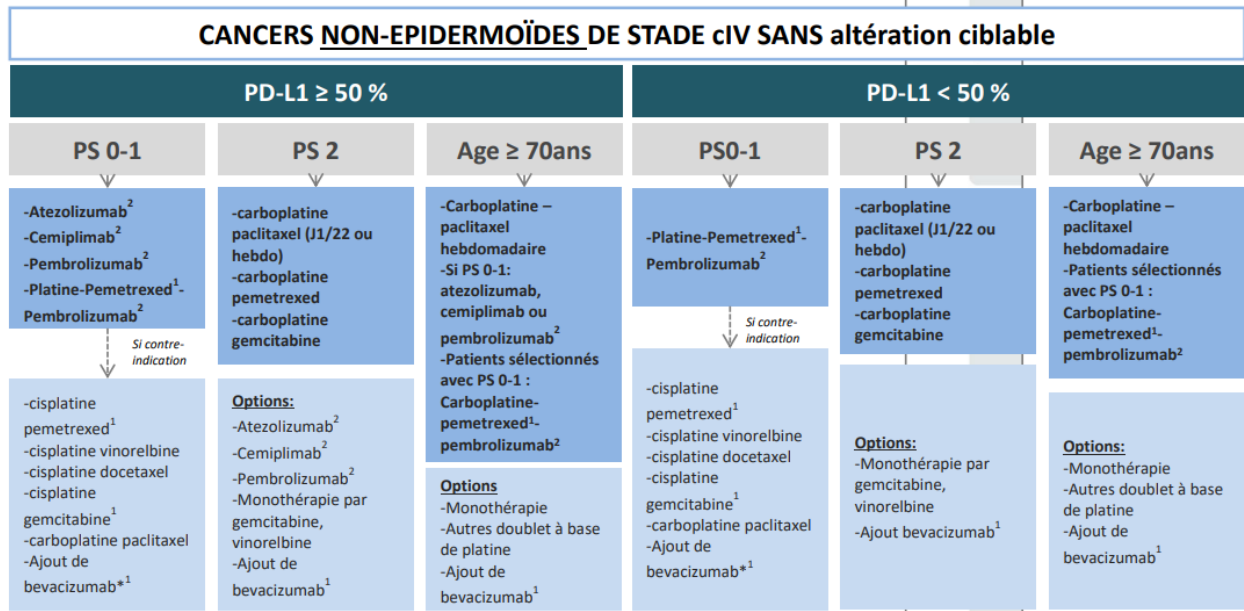 CANCERS NON-EPIDERMOÏDES DE STADE cIV SANS altération ciblable
PD-L1 ≥ 50 %
PS 0-1
-Atezolizumab²
-Cemiplimab²
-Pembrolizumab²
-Platine-Pemetrexed¹-
Pembrolizumab²
Si contre-
indication
-cisplatine
pemetrexed¹
-cisplatine vinorelbine
-cisplatine docetaxel
-cisplatine
gemcitabine¹
-carboplatine paclitaxel
-Ajout de
bevacizumab*¹
PS 2
-carboplatine
paclitaxel (J1/22 ou
hebdo)
-carboplatine
pemetrexed
-carboplatine
gemcitabine
Options:
-Atezolizumab²
-Cemiplimab²
-Pembrolizumab²
-Monothérapie par
gemcitabine,
vinorelbine
-Ajout de
bevacizumab¹
Age ≥ 70ans
-Carboplatine –
paclitaxel
hebdomadaire
-Si PS 0-1:
atezolizumab,
cemiplimab ou
pembrolizumab²
-Patients sélectionnés
avec PS 0-1 :
Carboplatine-
pemetrexed¹-
pembrolizumab²
Options
-Monothérapie
-Autres doublet à base
de platine
-Ajout de
bevacizumab¹
PD-L1 < 50 %
PS0-1
-Platine-Pemetrexed¹-
Pembrolizumab²
Si contre-
indication
-cisplatine
pemetrexed¹
-cisplatine vinorelbine
-cisplatine docetaxel
-cisplatine
gemcitabine¹
-carboplatine paclitaxel
-Ajout de
bevacizumab*¹
PS 2
-carboplatine
paclitaxel (J1/22 ou
hebdo)
-carboplatine
pemetrexed
-carboplatine
gemcitabine
Options:
-Monothérapie par
gemcitabine,
vinorelbine
-Ajout bevacizumab¹
Age ≥ 70ans
-Carboplatine –
paclitaxel
hebdomadaire
-Patients sélectionnés
avec PS 0-1 :
Carboplatine-
pemetrexed¹-
pembrolizumab²
Options:
-Monothérapie
-Autres doublet à base
de platine
-Ajout de
bevacizumab¹